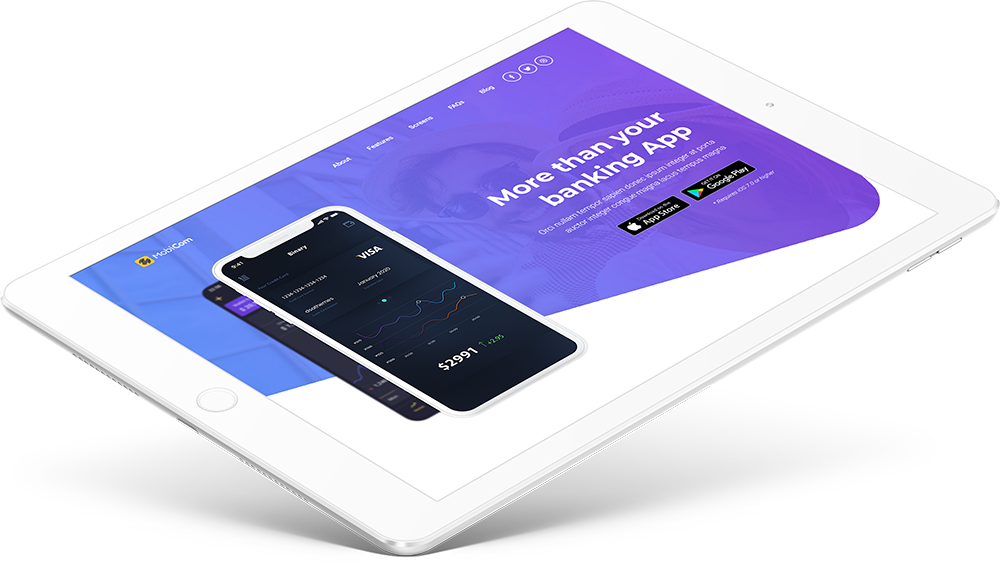 MobiCom
About
Features
Screens
FAQs
Blog
More than your
banking App
Orci nullam tempor sapien donec ipsum integer at porta
auctor integer congue magna lacus tempus magna
Download on the
App Store
GET IT ON
Google Play
* Requires iOS 7.0 or higher
9:41
Binary
VISA
1236-1234-1234-1234
January 2020
dsathemes
$2991
+2.95